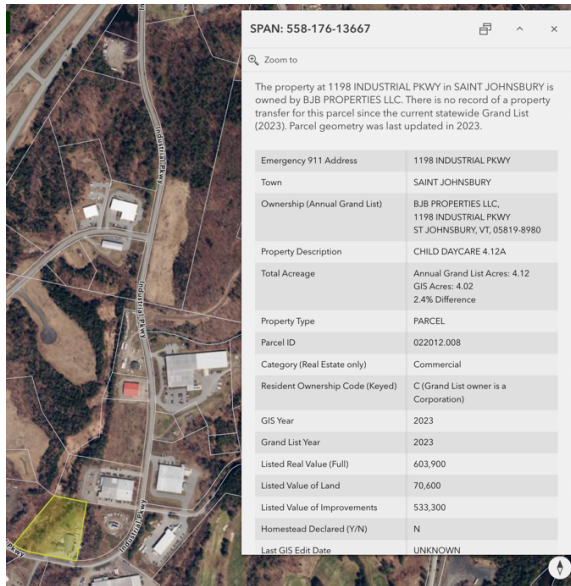 SPAN: 558-176-13667
Zoom to
The property at 1198 INDUSTRIAL PKWY in SAINT JOHNSBURY is
owned by BJB PROPERTIES LLC. There is no record of a property
transfer for this parcel since the current statewide Grand List
(2023). Parcel geometry was last updated in 2023.
Emergency 911 Address 1198 INDUSTRIAL PKWY
Town SAINT JOHNSBURY
Ownership (Annual Grand List) BJB PROPERTIES LLC,
1198 INDUSTRIAL PKWY
ST JOHNSBURY, VT, 05819-8980
Property Description CHILD DAYCARE 4.12A
Total Acreage Annual Grand List Acres: 4.12
GIS Acres: 4.02
2.4% Difference
Property Type PARCEL
Parcel ID 022012.008
Category (Real Estate only) Commercial
Resident Ownership Code (Keyed) C (Grand List owner is a
Corporation)
GIS Year 2023
Grand List Year 2023
Listed Real Value (Full) 603,900
Listed Value of Land 70,600
Listed Value of Improvements 533,300
Homestead Declared (Y/N) N
Last GIS Edit Date UNKNOWN
Industrial Pkwy
Industrial Pkwy
Industrial Pkwy
Pkwy